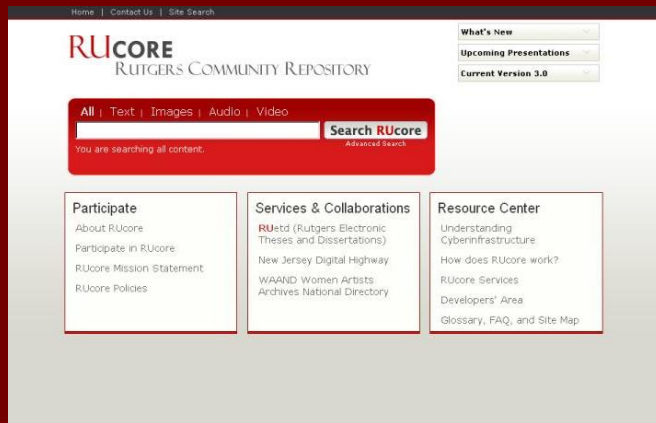 Home | Contact Us | Site Search
RUCORE
RUTGERS COMMUNITY REPOSITORY
What's New
Upcoming Presentations
Current Version 3.0
All | Text | Images | Audio | Video
Search RUcore
Advanced Search
You are searching all content.
Participate
About RUcore
Participate in RUcore
RUcore Mission Statement
RUcore Policies
Services & Collaborations
RUetd (Rutgers Electronic
Theses and Dissertations)
New Jersey Digital Highway
WAAND Women Artists
Archives National Directory
Resource Center
Understanding
Cyberinfrastructure
How does RUcore work?
RUcore Services
Developers' Area
Glossary, FAQ, and Site Map